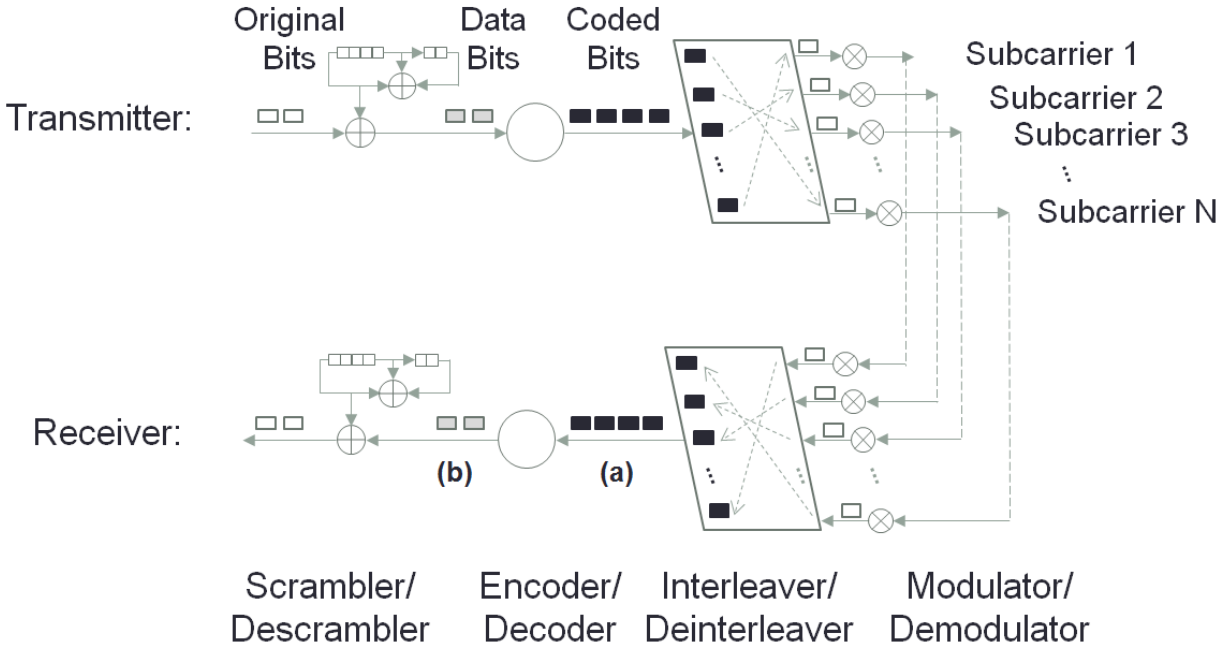 Original
Bits
Data
Bits
Coded
Bits
Transmitter:
Subcarrier 1
Subcarrier 2
Subcarrier 3
Subcarrier N
Receiver:
(b)
(a)
Scrambler/
Descrambler
Encoder/
Decoder
Interleaver/
Deinterleaver
Modulator/
Demodulator